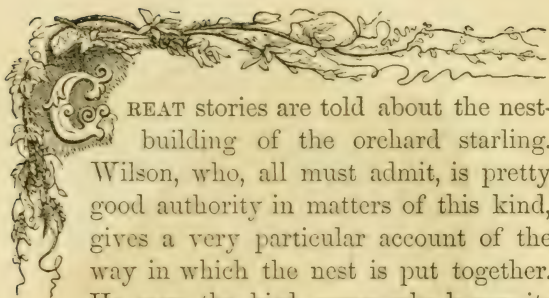 GREAT stories are told about the nest-
building of the orchard starling.
Wilson, who, all must admit, is pretty
good authority in matters of this kind,
gives a very particular account of the
way in which the nest is put together.